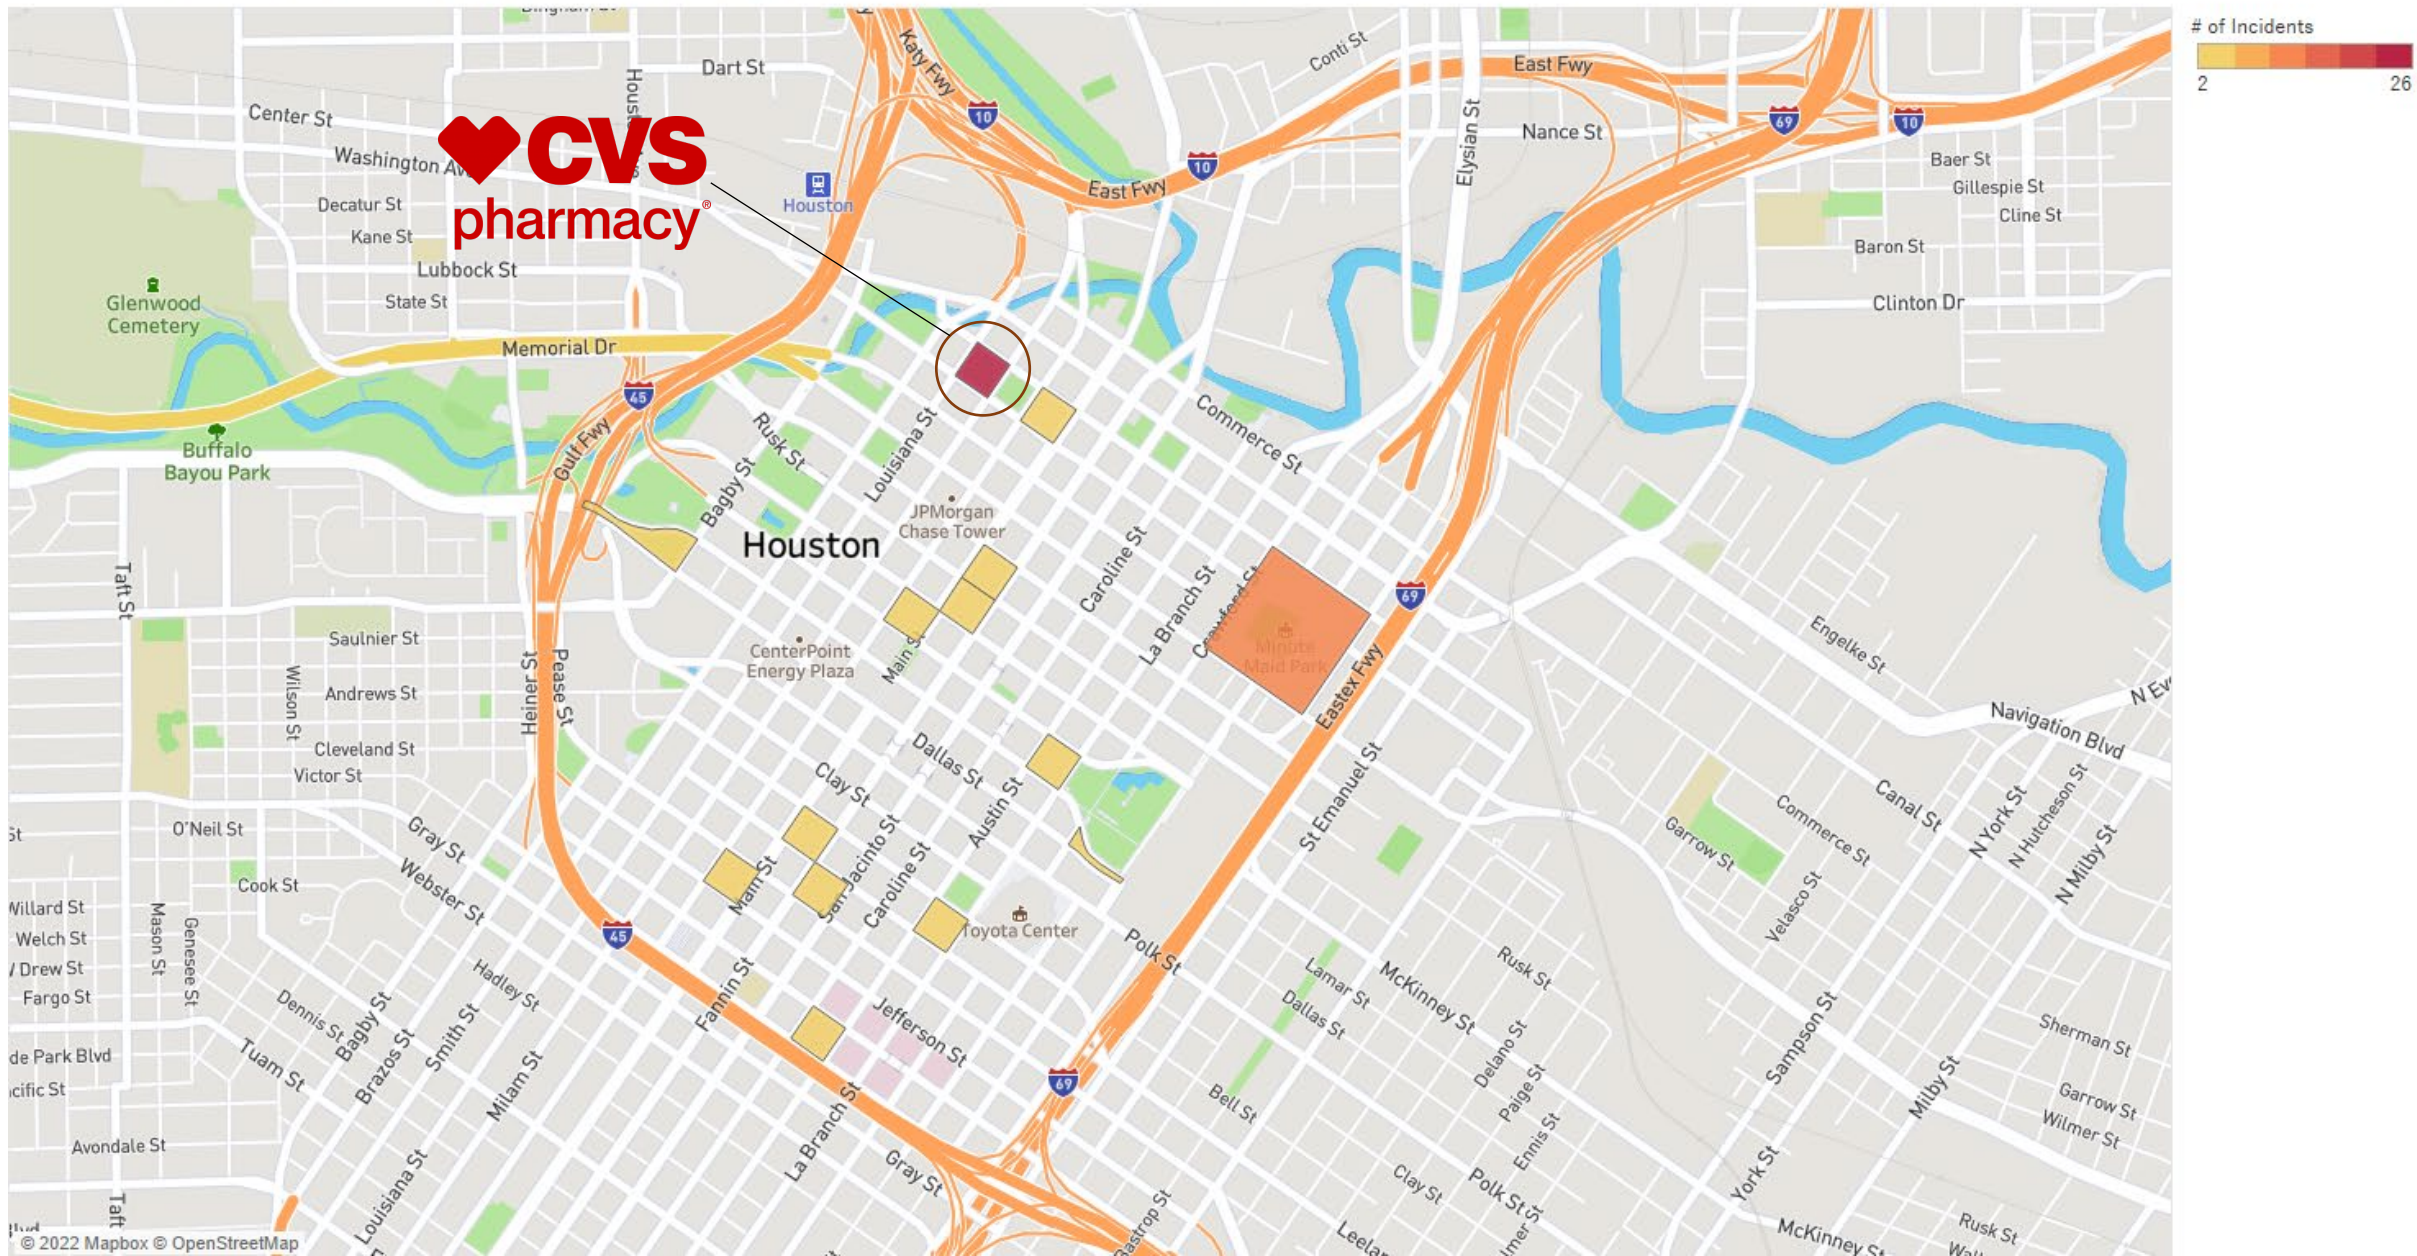 # of Incidents
2 26
Dart St
Katy Fwy
Conti St
East Fwy
10
69
10
Center St
CVS
pharmacy®
Elysian St
Nance St
Baer St
Gillespie St
Cline St
Decatur St
Houston
10
East Fwy
Kane St
Baron St
Lubbock St
State St
Glenwood
Cemetery
Clinton Dr
Memorial Dr
45
Gulf Fwy
Rusk St
Louisiana St
Commerce St
Buffalo
Bayou Park
Bagby St
JPMorgan
Chase Tower
Houston
Caroline St
La Branch St
Crawford St
Taft St
69
Minute
Maid Park
Saulnier St
CenterPoint
Energy Plaza
Main St
Engelke St
Heiner St
Pease St
Wilson St
Andrews St
Eastex Fwy
Navigation Blvd
Cleveland St
Victor St
Dallas St
Clay St
Austin St
St Emanuel St
Canal St
N York St
N Hutcheson St
N Milby St
O'Neil St
Gray St
Commerce St
Garrow St
Webster St
Cook St
Main St
Jacinto St
Caroline St
Velasco St
Willard St
Welch St
Drew St
Fargo St
Mason St
Genesee St
45
Toyota Center
Polk St
Hadley St
Fannin St
Lamar St
McKinney St
Rusk St
Dallas St
Dennis St
Bagby St
Brazos St
Smith St
Jefferson St
Delano St
Sampson St
Sherman St
de Park Blvd
Tuam St
Milam St
69
Bell St
Paige St
Milby St
Garrow St
Wilmer St
Avondale St
La Branch St
Ennis St
Gray St
Clay St
Polk St
York St
Louisiana St
Taft
McKinney St
Rusk St
© 2022 Mapbox © OpenStreetMap